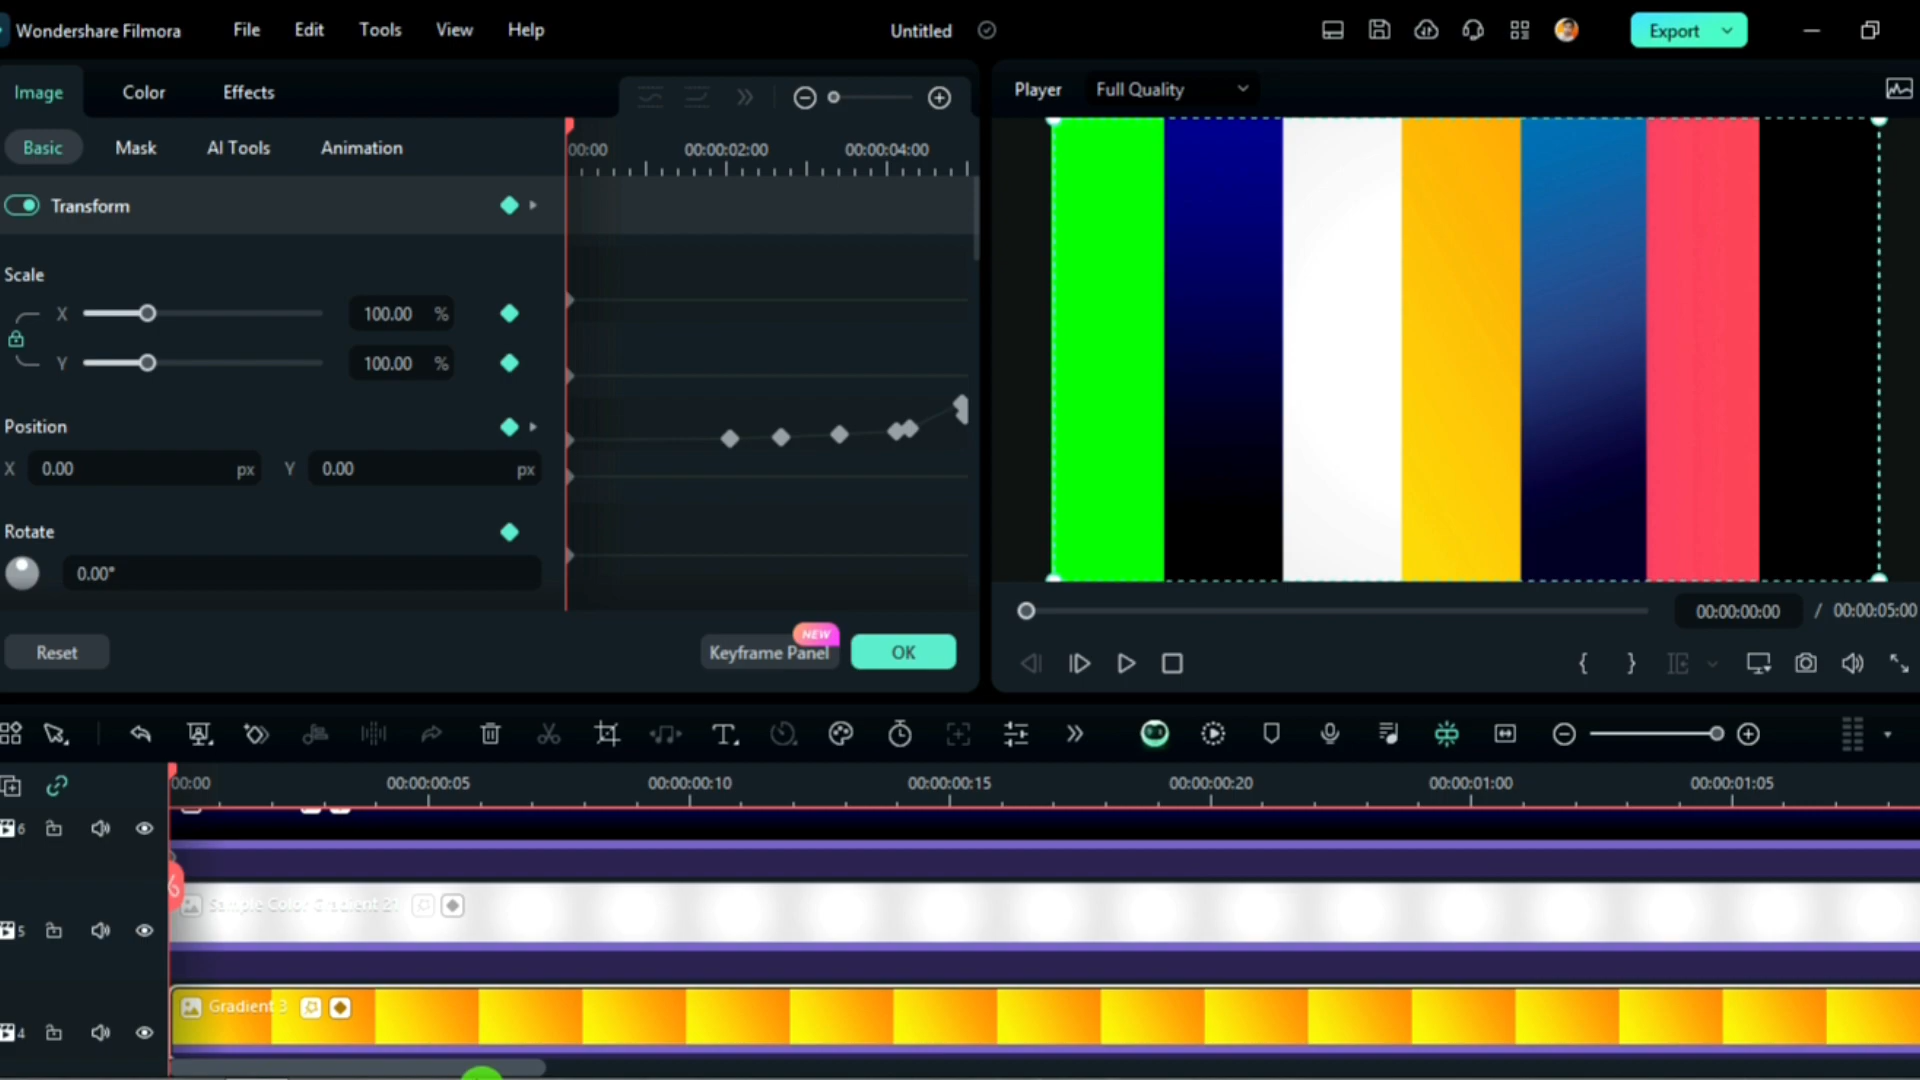 Wondershare Filmora File Edit Tools View Help Untitled Export
Image Color Effects Player Full Quality
Basic Mask AI Tools Animation 00:00 00:00:02:00 00:00:04:00
Transform
Scale
X 100.00 %
Y 100.00 %
Position
X 0.00 px Y 0.00 px
Rotate
0.00°
00:00:00:00 / 00:00:05:00
NEW
Reset Keyframe Panel OK
00:00 00:00:00:05 00:00:00:10 00:00:00:15 00:00:00:20 00:00:01:00 00:00:01:05
6
Sample Color Gradient 21
5
Gradient 3
4